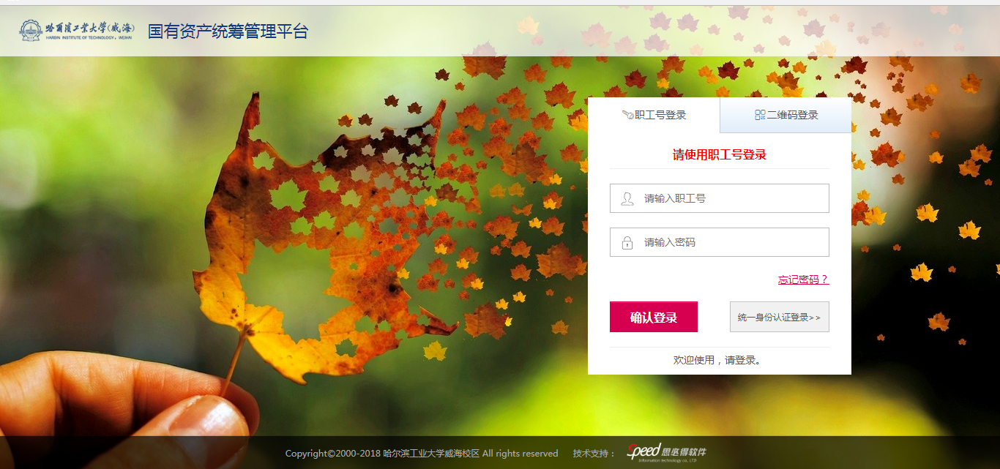 哈爾濱工業大學(威海)
HARBIN INSTITUTE OF TECHNOLOGY, WEIHAI
国有资产统筹管理平台
职工号登录
二维码登录
请使用职工号登录
请输入职工号
请输入密码
忘记密码？
确认登录
统一身份认证登录>>
欢迎使用，请登录。
Copyright©2000-2018 哈尔滨工业大学威海校区 All rights reserved 技术支持：
Speed 思必得软件
Information technology co., LTD